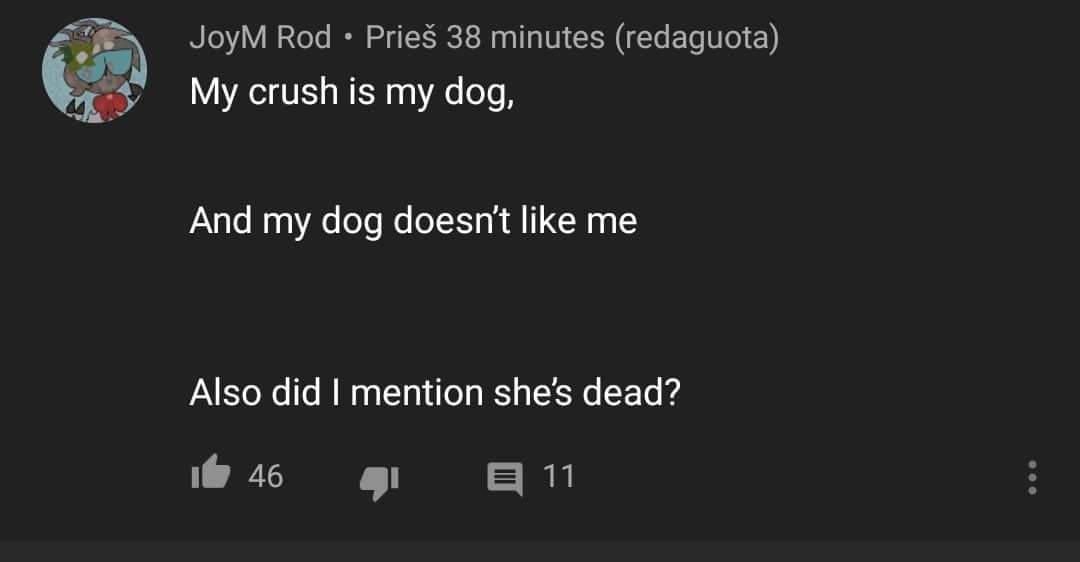 JoyM Rod • Prieš 38 minutes (redaguota)
My crush is my dog,
And my dog doesn’t like me
Also did I mention she’s dead?
46 11